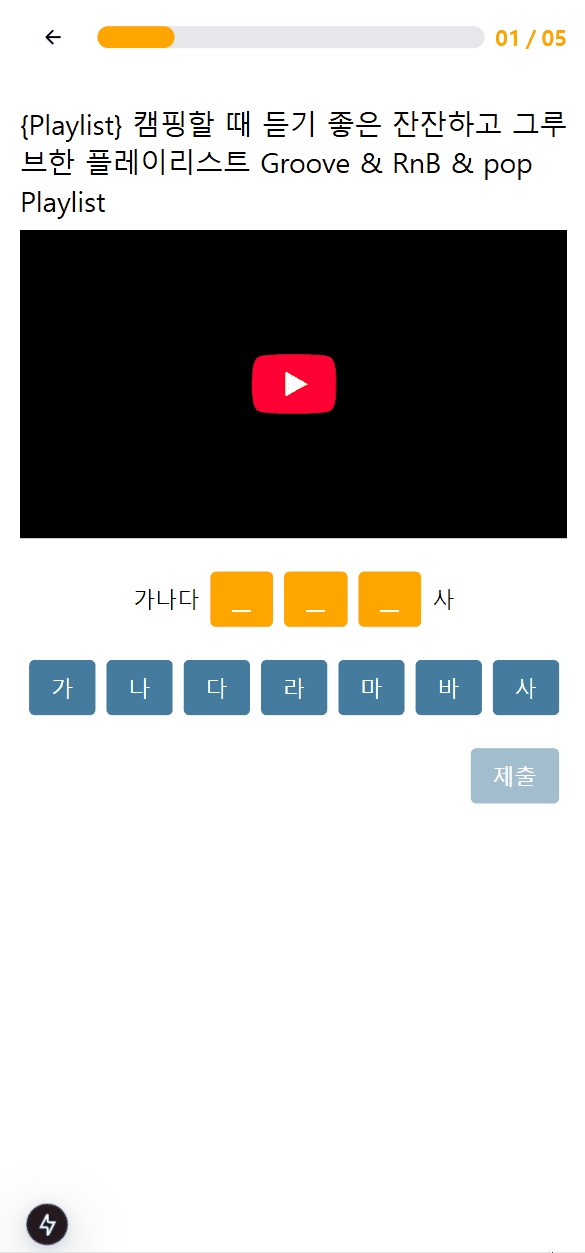 01 / 05
{Playlist} 캠핑할 때 듣기 좋은 잔잔하고 그루
브한 플레이리스트 Groove & RnB & pop
Playlist
가나다 _ _ _ 사
가 나 다 라 마 바 사
제출